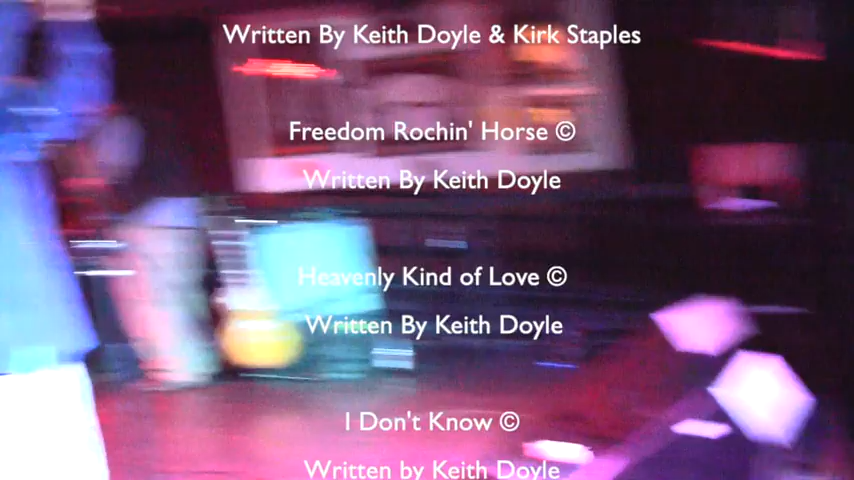 Written By Keith Doyle & Kirk Staples
Freedom Rochin' Horse ©
Written By Keith Doyle
Heavenly Kind of Love ©
Written By Keith Doyle
I Don't Know ©
Written by Keith Doyle